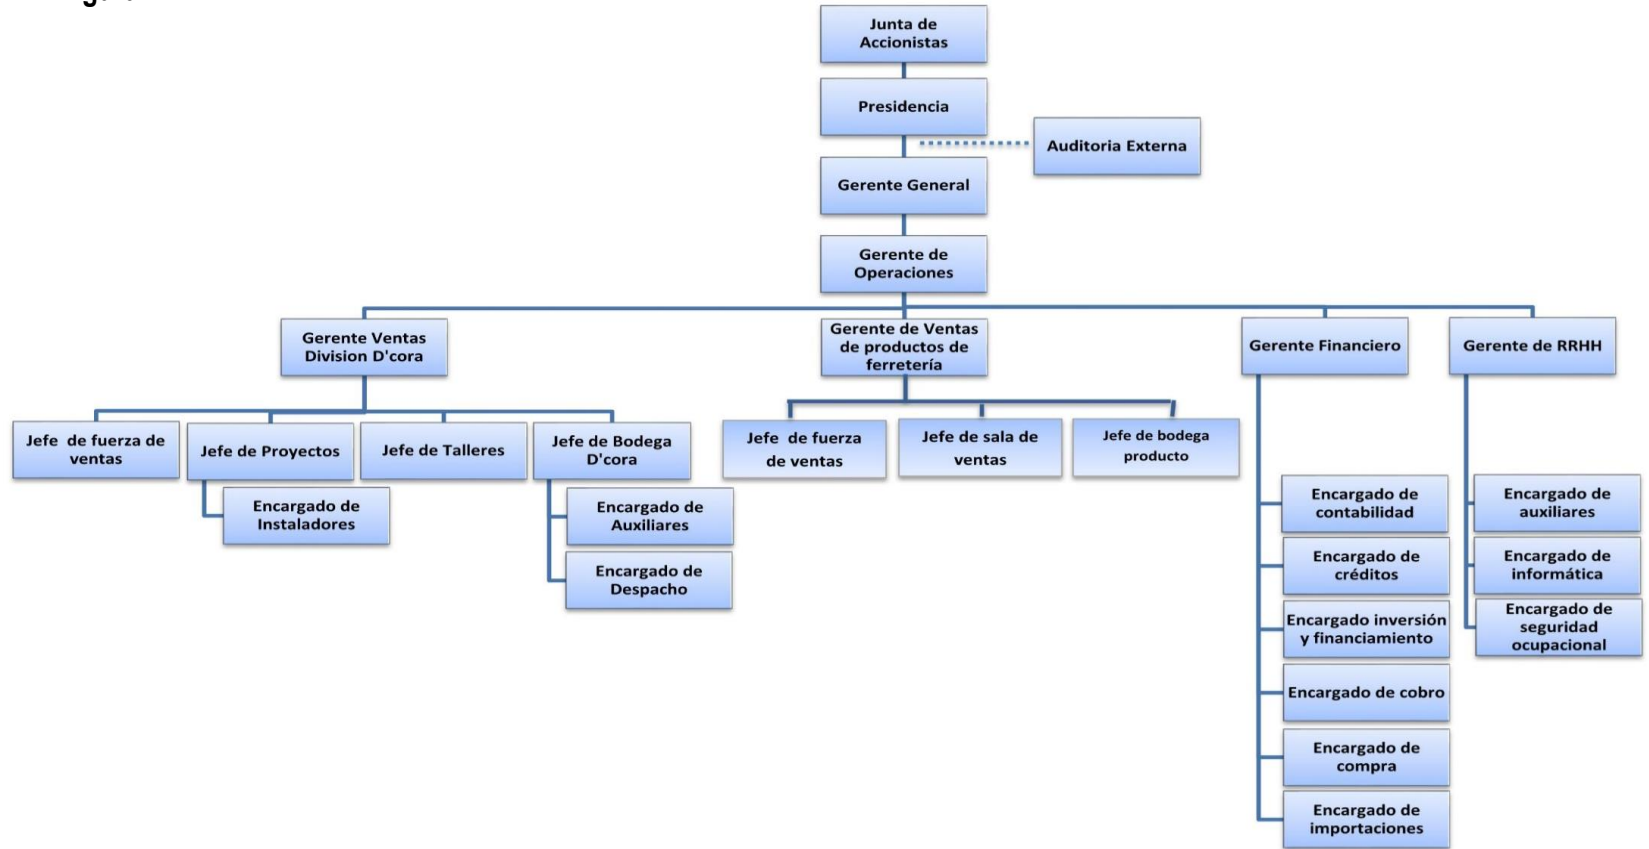 Junta de
Accionistas
Presidencia
Auditoria Externa
Gerente General
Gerente de
Operaciones
Gerente Ventas
Division D'cora
Gerente de Ventas
de productos de
ferretería
Gerente Financiero
Gerente de RRHH
Jefe de fuerza de
ventas
Jefe de Proyectos
Jefe de Talleres
Jefe de Bodega
D'cora
Jefe de fuerza
de ventas
Jefe de sala de
ventas
Jefe de bodega
producto
Encargado de
Instaladores
Encargado de
Auxiliares
Encargado de
Despacho
Encargado de
contabilidad
Encargado de
créditos
Encargado inversión
y financiamiento
Encargado de cobro
Encargado de
compra
Encargado de
importaciones
Encargado de
auxiliares
Encargado de
informática
Encargado de
seguridad
ocupacional